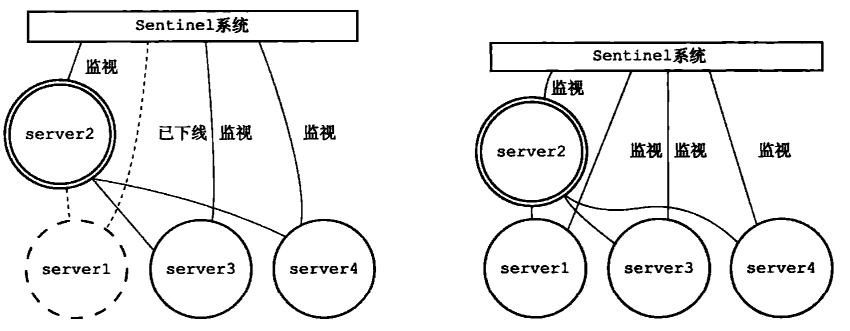 Sentinel系统
监视
server2
已下线
监视
监视
server1
server3
server4
Sentinel系统
监视
server2
监视
监视
监视
server1
server3
server4